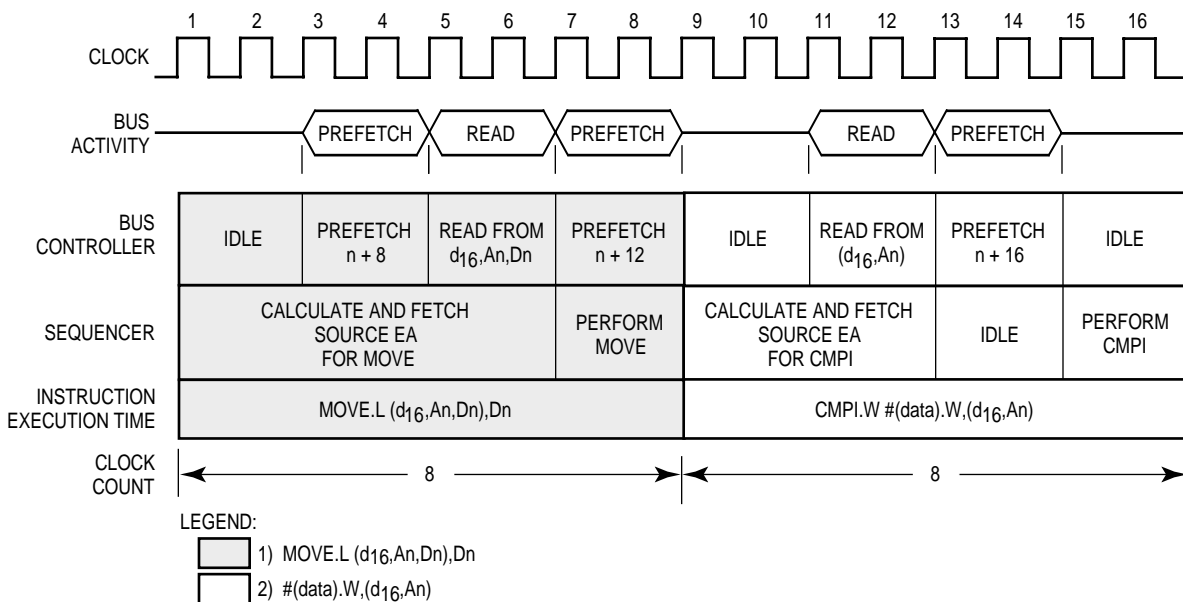 1 2 3 4 5 6 7 8 9 10 11 12 13 14 15 16
CLOCK
BUS
ACTIVITY
PREFETCH READ PREFETCH READ PREFETCH
BUS
CONTROLLER
IDLE
PREFETCH
n + 8
READ FROM
d16,An,Dn
PREFETCH
n + 12
IDLE
READ FROM
(d16,An)
PREFETCH
n + 16
IDLE
SEQUENCER
CALCULATE AND FETCH
SOURCE EA
FOR MOVE
PERFORM
MOVE
CALCULATE AND FETCH
SOURCE EA
FOR CMPI
IDLE
PERFORM
CMPI
INSTRUCTION
EXECUTION TIME
MOVE.L (d16,An,Dn),Dn
CMPI.W #(data).W,(d16,An)
CLOCK
COUNT
8 8
LEGEND:
1) MOVE.L (d16,An,Dn),Dn
2) #(data).W,(d16,An)